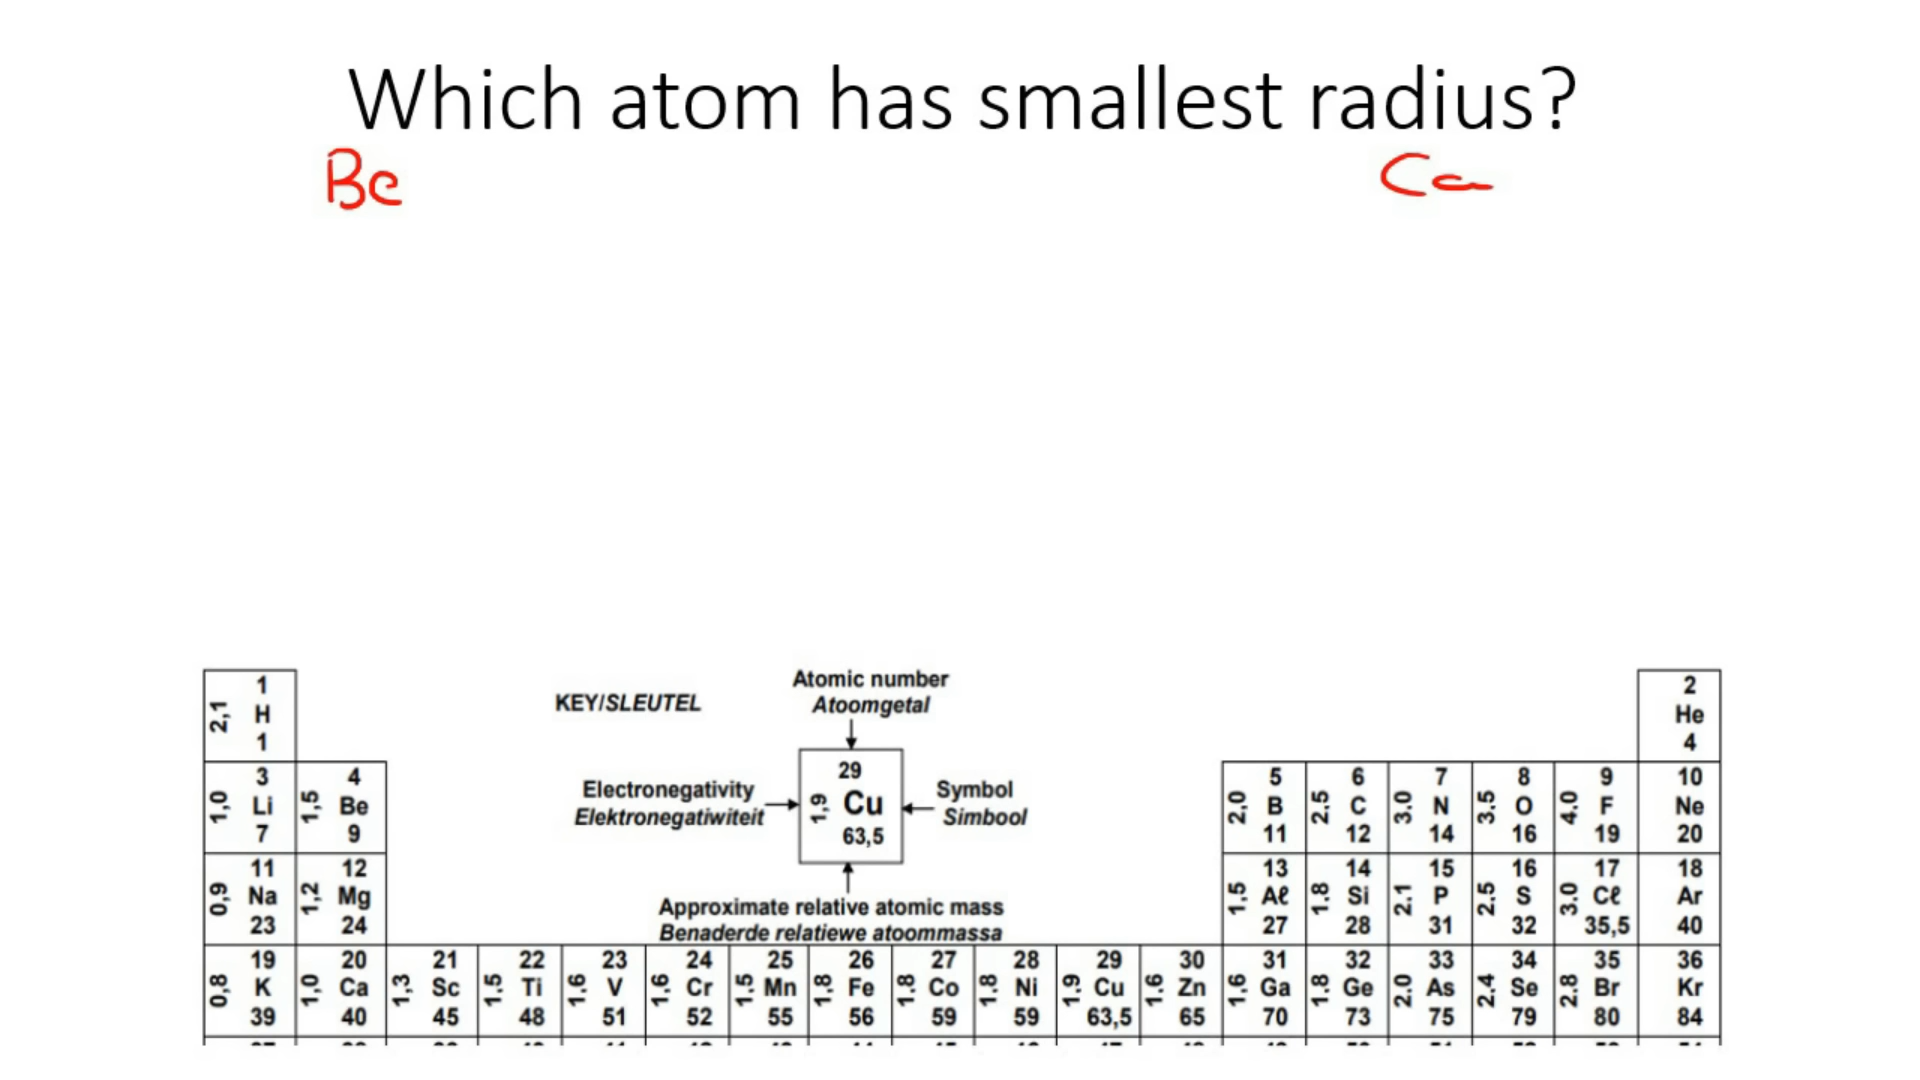 Which atom has smallest radius?
Be Ca
1 2
2,1 H He
1 4
KEY/SLEUTEL
Atomic number
Atoomgetal
29
1,9 Cu
63,5
Electronegativity
Elektronegatiwiteit
Symbol
Simbool
Approximate relative atomic mass
Benaderde relatiewe atoommassa
3 4 5 6 7 8 9 10
1,0 Li 1,5 Be 2,0 B 2,5 C 3,0 N 3,5 O 4,0 F Ne
7 9 11 12 14 16 19 20
11 12 13 14 15 16 17 18
0,9 Na 1,2 Mg 1,5 Aℓ 1,8 Si 2,1 P 2,5 S 3,0 Cℓ Ar
23 24 27 28 31 32 35,5 40
19 20 21 22 23 24 25 26 27 28 29 30 31 32 33 34 35 36
0,8 K 1,0 Ca 1,3 Sc 1,5 Ti 1,6 V 1,6 Cr 1,5 Mn 1,8 Fe 1,8 Co 1,8 Ni 1,9 Cu 1,6 Zn 1,6 Ga 1,8 Ge 2,0 As 2,4 Se 2,8 Br Kr
39 40 45 48 51 52 55 56 59 59 63,5 65 70 73 75 79 80 84